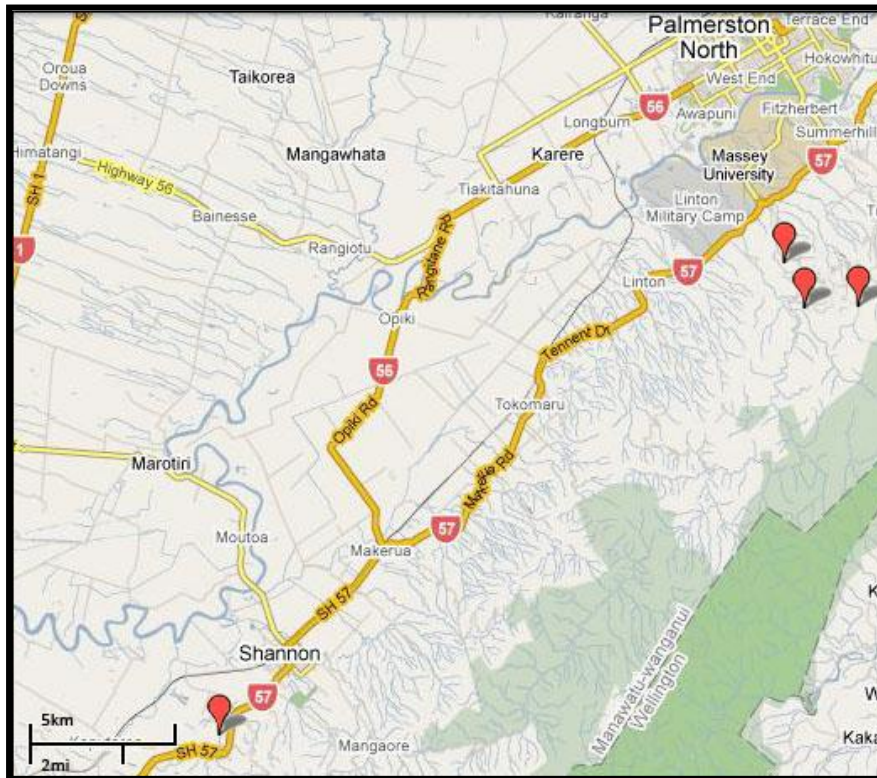 Kairanga
Terrace End
Palmerston
North
Hokowhitu
Oroua
Downs
Taikorea
West End
56
Awapuni
Fitzherbert
Longburn
Summerhill
Himatangi
Mangawhata
Karere
Massey
University
57
SH 1
Highway 56
Tiakitahuna
Linton
Military Camp
Bainesse
Rangiotu
Rangitane Rd
1
57
Linton
Opiki
Tennent Dr
56
Tokomaru
Opiki Rd
Marotiri
Makerua Rd
57
Moutoa
Makerua
SH 57
Shannon
Manawatu-wanganui
Wellington
57
5km
SH 57
Mangaore
Kaka
2mi